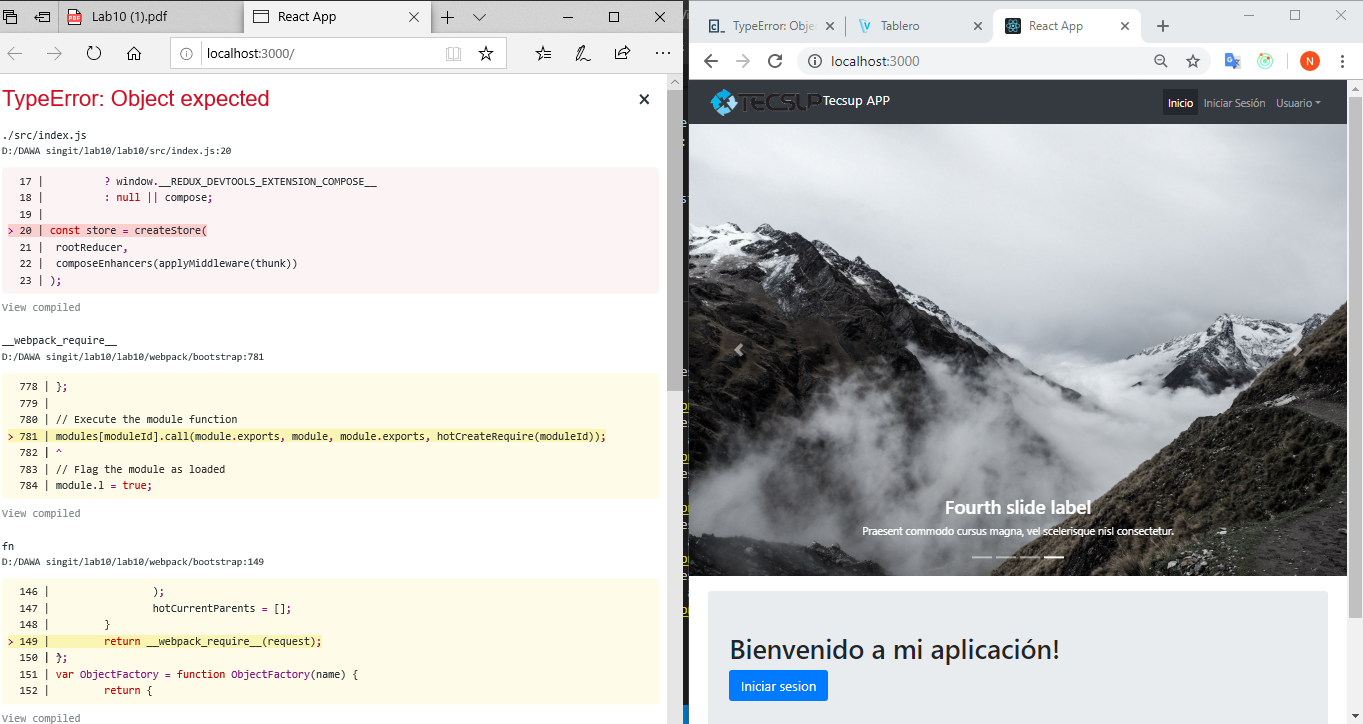 Lab10 (1).pdf
React App
localhost:3000/
TypeError: Object expected
./src/index.js
D:/DAWA singit/lab10/lab10/src/index.js:20
17 | ? window.__REDUX_DEVTOOLS_EXTENSION_COMPOSE__
18 | : null || compose;
19 |
> 20 | const store = createStore(
21 | rootReducer,
22 | composeEnhancers(applyMiddleware(thunk))
23 | );
View compiled
__webpack_require__
D:/DAWA singit/lab10/lab10/webpack/bootstrap:781
778 | };
779 |
780 | // Execute the module function
> 781 | modules[moduleId].call(module.exports, module, module.exports, hotCreateRequire(moduleId));
782 | ^
783 | // Flag the module as loaded
784 | module.l = true;
View compiled
fn
D:/DAWA singit/lab10/lab10/webpack/bootstrap:149
146 | );
147 | hotCurrentParents = [];
148 | }
> 149 | return __webpack_require__(request);
150 | };
151 | var ObjectFactory = function ObjectFactory(name) {
152 | return {
View compiled
TypeError: Obje
Tablero
React App
localhost:3000
N
TECSUP Tecsup APP
Inicio Iniciar Sesión Usuario
Fourth slide label
Praesent commodo cursus magna, vel scelerisque nisl consectetur.
Bienvenido a mi aplicación!
Iniciar sesion